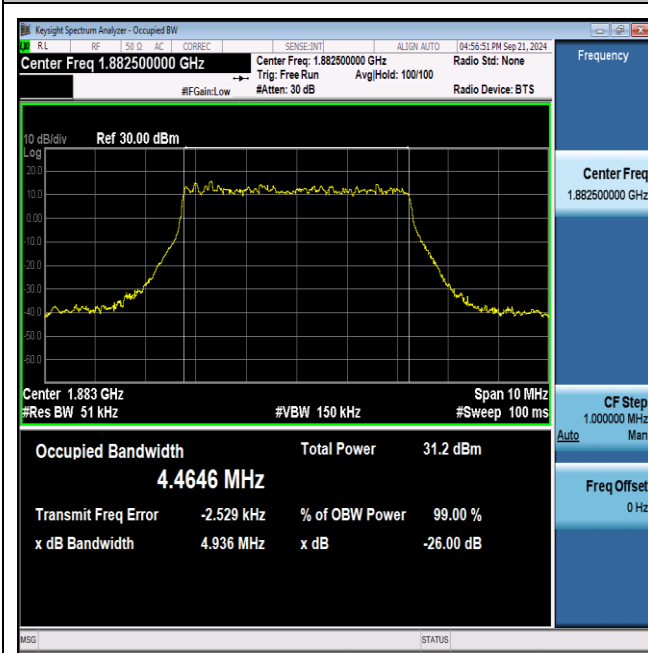 Keysight Spectrum Analyzer - Occupied BW
RL RF 50 Ω AC CORREC SENSE:INT ALIGN AUTO 04:56:51 PM Sep 21, 2024
Center Freq 1.882500000 GHz Center Freq: 1.882500000 GHz Radio Std: None
Trig: Free Run Avg|Hold: 100/100
#IFGain:Low #Atten: 30 dB Radio Device: BTS
Frequency
10 dB/div Ref 30.00 dBm
Log
20.0
10.0
0.00
-10.0
-20.0
-30.0
-40.0
-50.0
-60.0
Center Freq
1.882500000 GHz
Center 1.883 GHz Span 10 MHz
#Res BW 51 kHz #VBW 150 kHz #Sweep 100 ms
CF Step
1.000000 MHz
Auto Man
Occupied Bandwidth Total Power 31.2 dBm
4.4646 MHz
Transmit Freq Error -2.529 kHz % of OBW Power 99.00 %
x dB Bandwidth 4.936 MHz x dB -26.00 dB
Freq Offset
0 Hz
MSG STATUS